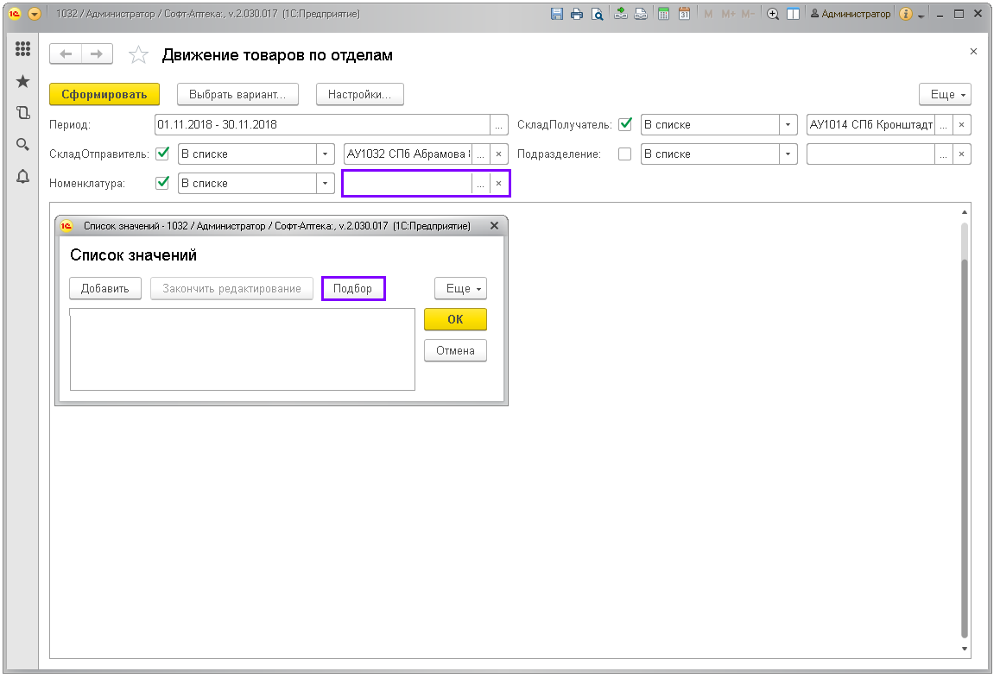 1032 / Администратор / Софт-Аптека:, v.2.030.017 (1С:Предприятие)
M M+ M- Администратор
Движение товаров по отделам
Сформировать Выбрать вариант... Настройки... Еще
Период: 01.11.2018 - 30.11.2018 ... СкладПолучатель: В списке АУ1014 СПб Кронштадт ... ×
СкладОтправитель: В списке АУ1032 СПб Абрамова ... × Подразделение: В списке ... ×
Номенклатура: В списке ... ×
Список значений - 1032 / Администратор / Софт-Аптека:, v.2.030.017 (1С:Предприятие)
Список значений
Добавить Закончить редактирование Подбор Еще
ОК
Отмена